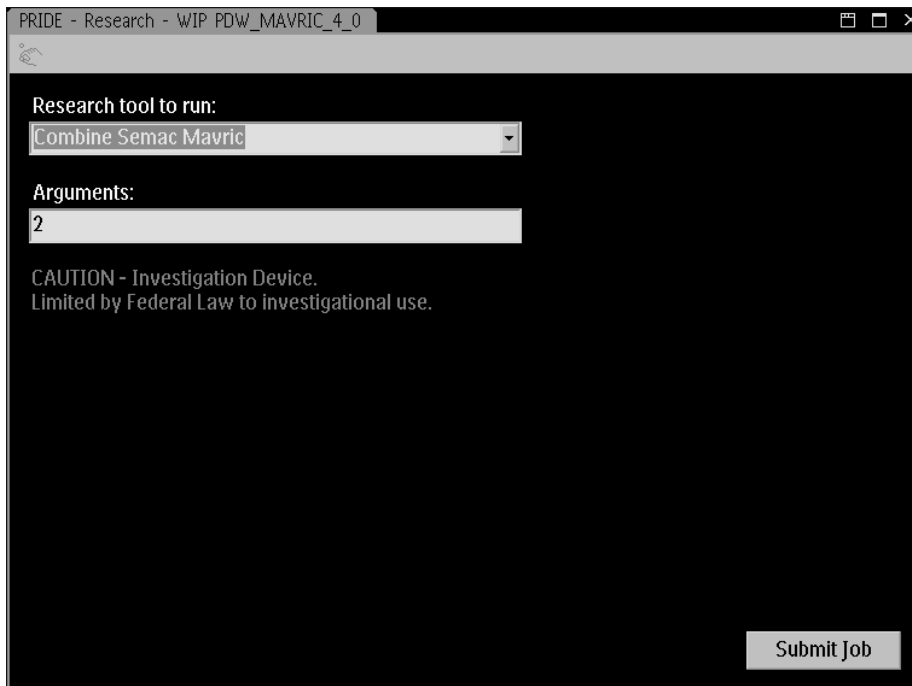 PRIDE - Research - WIP PDW_MAVRIC_4_0
Research tool to run:
Combine Semac Mavric
Arguments:
2
CAUTION - Investigation Device.
Limited by Federal Law to investigational use.
Submit Job